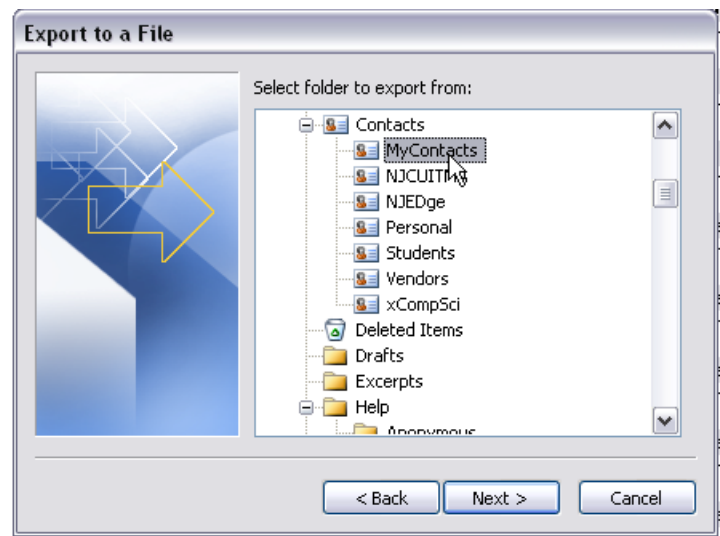 Export to a File
Select folder to export from:
Contacts
MyContacts
NJEDge
Personal
Students
Vendors
xCompSci
Deleted Items
Drafts
Excerpts
Help
Anonymous
< Back
Next >
Cancel